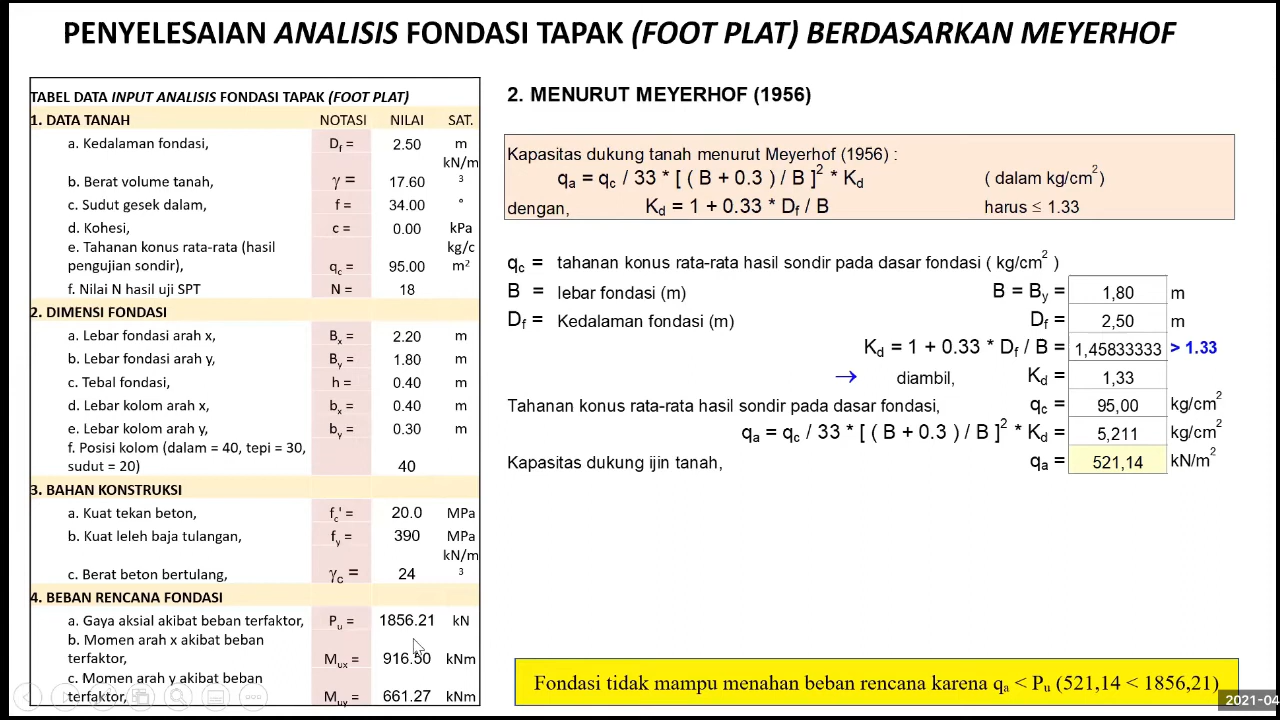 PENYELESAIAN ANALISIS FONDASI TAPAK (FOOT PLAT) BERDASARKAN MEYERHOF
TABEL DATA INPUT ANALISIS FONDASI TAPAK (FOOT PLAT)
1. DATA TANAH NOTASI NILAI SAT.
a. Kedalaman fondasi, Df = 2.50 m
b. Berat volume tanah, γ = 17.60 kN/m3
c. Sudut gesek dalam, f = 34.00 °
d. Kohesi, c = 0.00 kPa
e. Tahanan konus rata-rata (hasil
pengujian sondir), qc = 95.00 kg/cm2
f. Nilai N hasil uji SPT N = 18
2. DIMENSI FONDASI
a. Lebar fondasi arah x, Bx = 2.20 m
b. Lebar fondasi arah y, By = 1.80 m
c. Tebal fondasi, h = 0.40 m
d. Lebar kolom arah x, bx = 0.40 m
e. Lebar kolom arah y, by = 0.30 m
f. Posisi kolom (dalam = 40, tepi = 30,
sudut = 20) 40
3. BAHAN KONSTRUKSI
a. Kuat tekan beton, fc' = 20.0 MPa
b. Kuat leleh baja tulangan, fy = 390 MPa
c. Berat beton bertulang, γc = 24 kN/m3
4. BEBAN RENCANA FONDASI
a. Gaya aksial akibat beban terfaktor, Pu = 1856.21 kN
b. Momen arah x akibat beban
terfaktor, Mux = 916.50 kNm
c. Momen arah y akibat beban
terfaktor, Muy = 661.27 kNm
2. MENURUT MEYERHOF (1956)
Kapasitas dukung tanah menurut Meyerhof (1956) :
qa = qc / 33 * [ ( B + 0.3 ) / B ]2 * Kd ( dalam kg/cm2)
dengan, Kd = 1 + 0.33 * Df / B harus ≤ 1.33
qc = tahanan konus rata-rata hasil sondir pada dasar fondasi ( kg/cm2 )
B = lebar fondasi (m) B = By = 1,80 m
Df = Kedalaman fondasi (m) Df = 2,50 m
Kd = 1 + 0.33 * Df / B = 1,45833333 > 1.33
→ diambil, Kd = 1,33
Tahanan konus rata-rata hasil sondir pada dasar fondasi, qc = 95,00 kg/cm2
qa = qc / 33 * [ ( B + 0.3 ) / B ]2 * Kd = 5,211 kg/cm2
Kapasitas dukung ijin tanah, qa = 521,14 kN/m2
Fondasi tidak mampu menahan beban rencana karena qa < Pu (521,14 < 1856,21)
2021-04